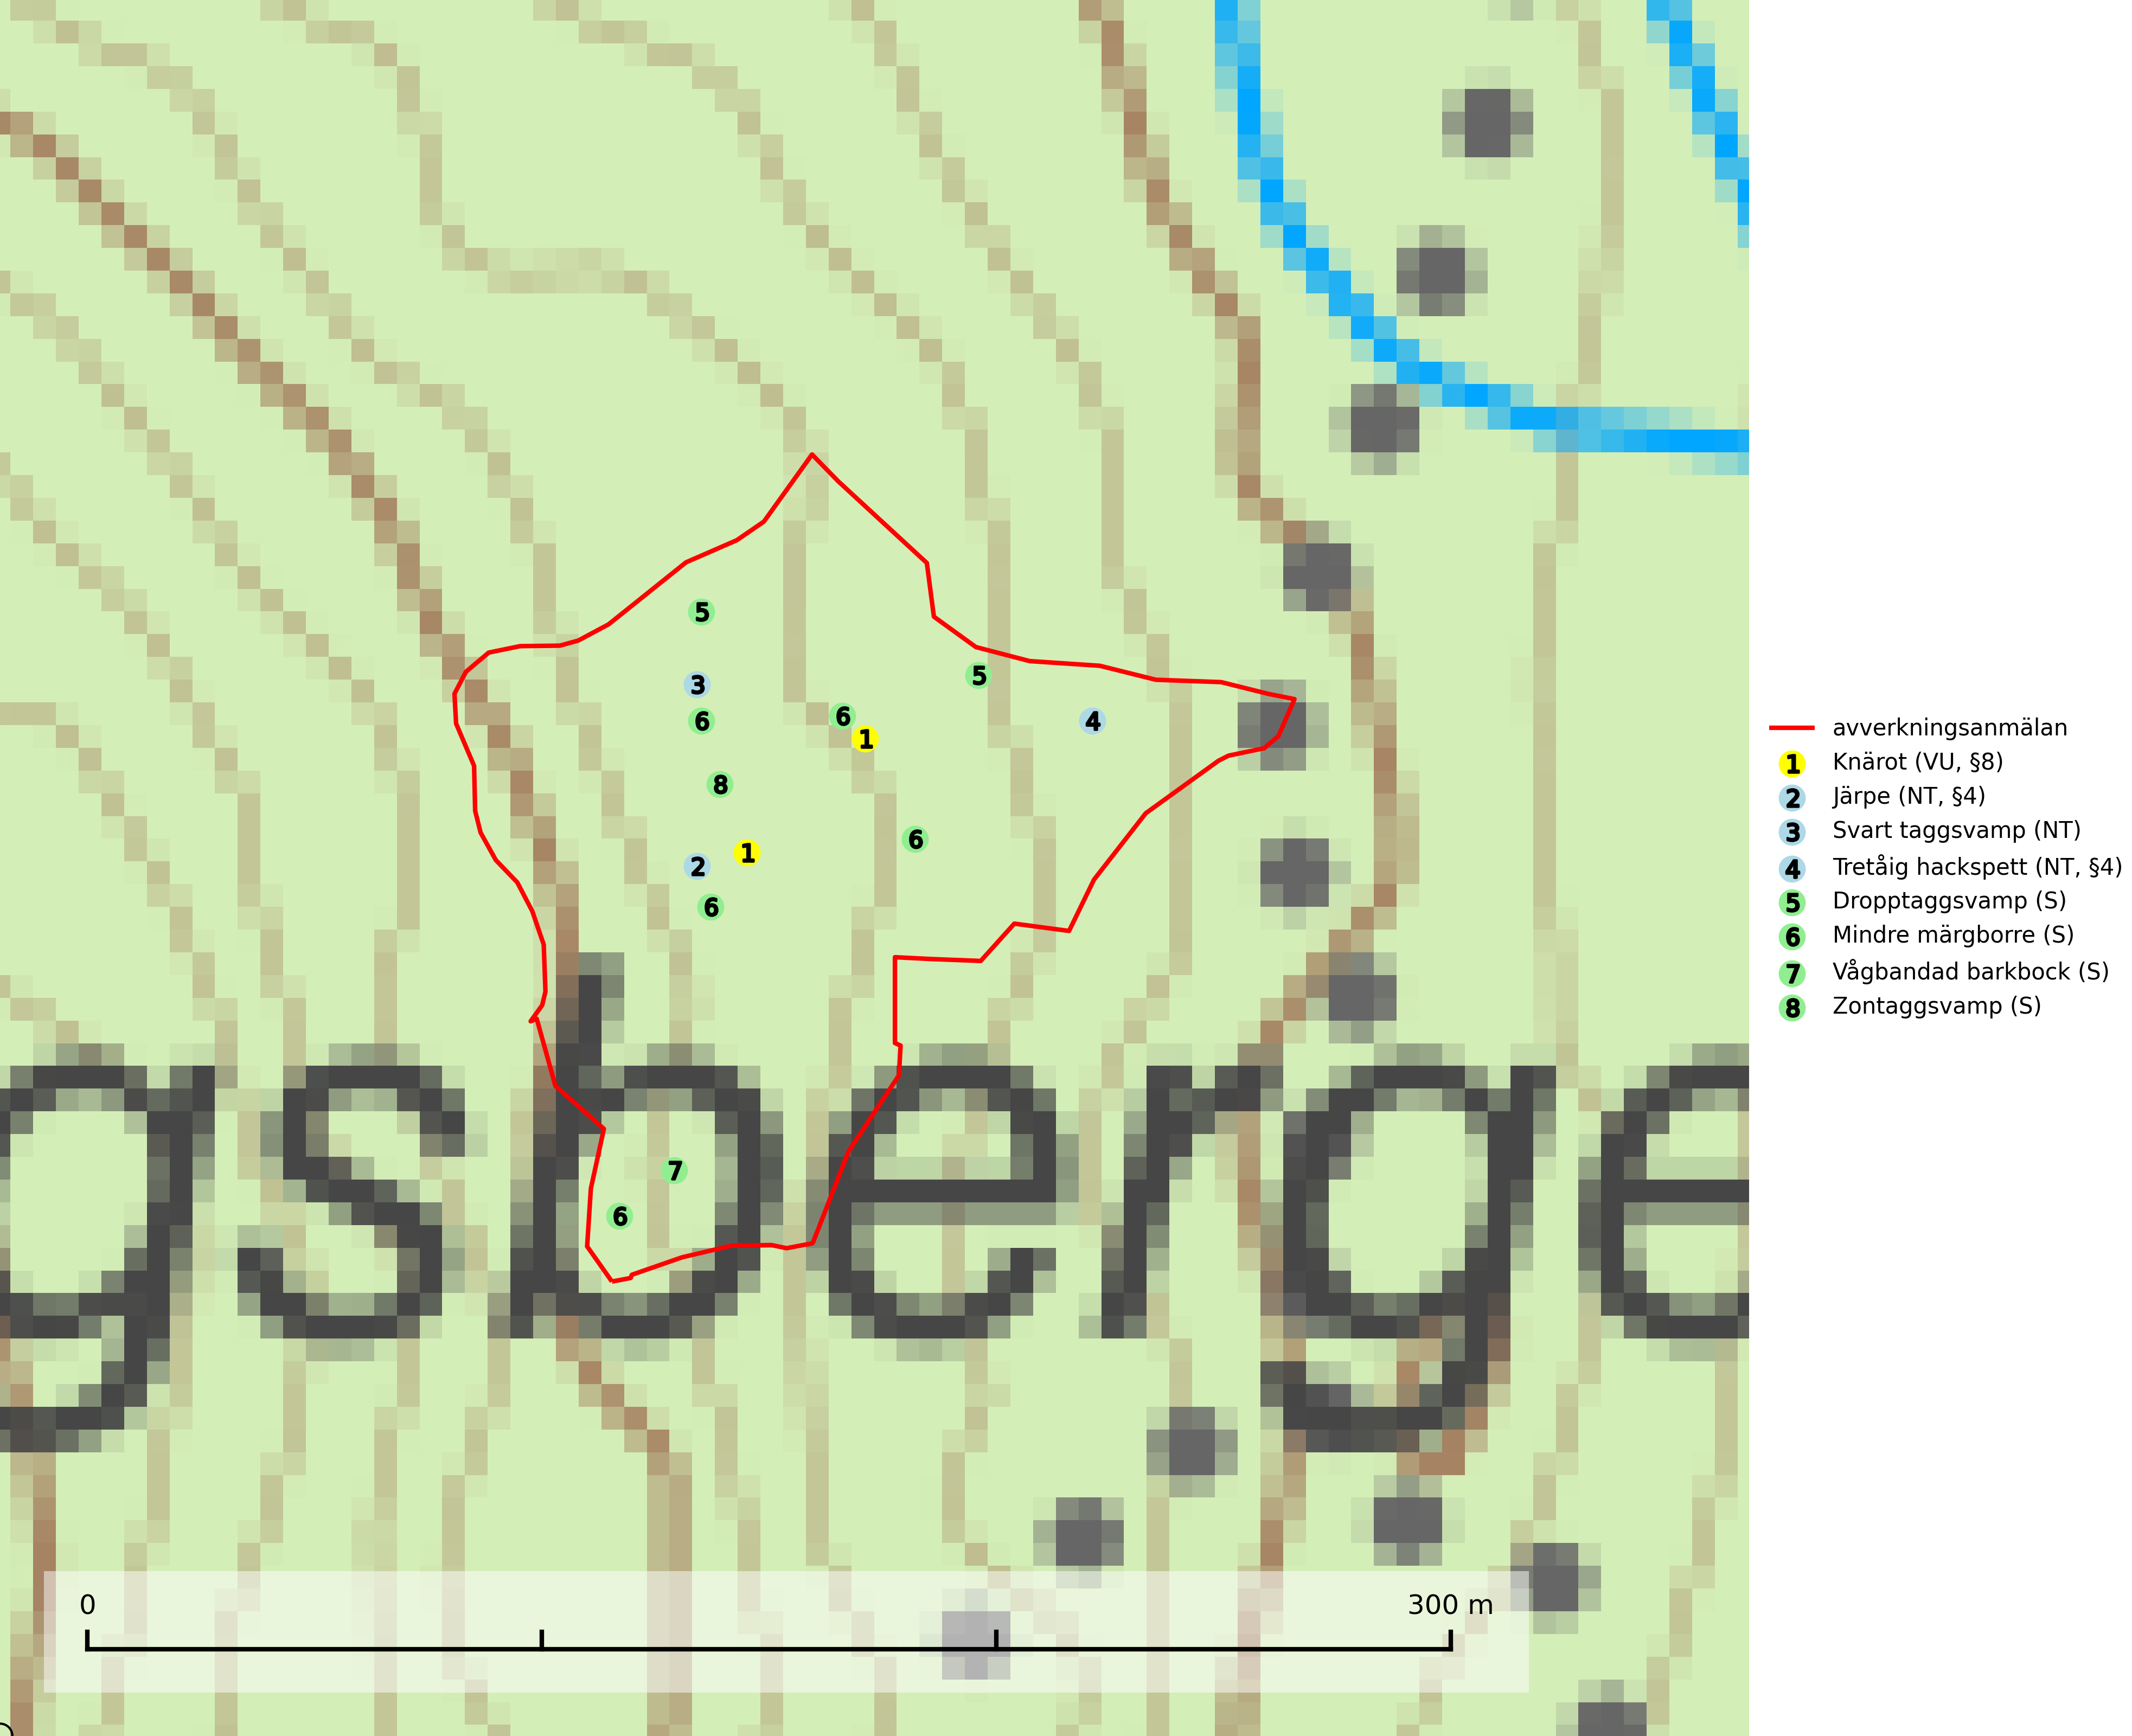 5
5
3
6
6
4
1
8
6
1
2
6
gsberge
7
6
0
300 m
avverkningsanmälan
1 Knärot (VU, §8)
2 Järpe (NT, §4)
3 Svart taggsvamp (NT)
4 Tretåig hackspett (NT, §4)
5 Dropptaggsvamp (S)
6 Mindre märgborre (S)
7 Vågbandad barkbock (S)
8 Zontaggsvamp (S)